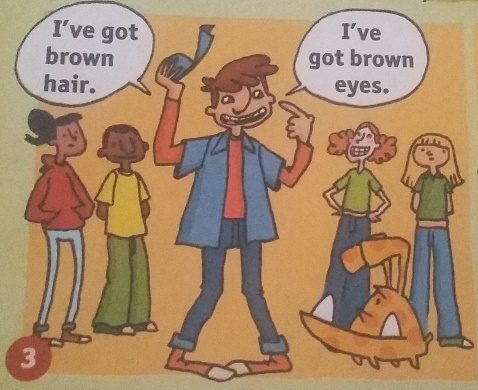 I've got
brown
hair.
I've
got brown
eyes.
3